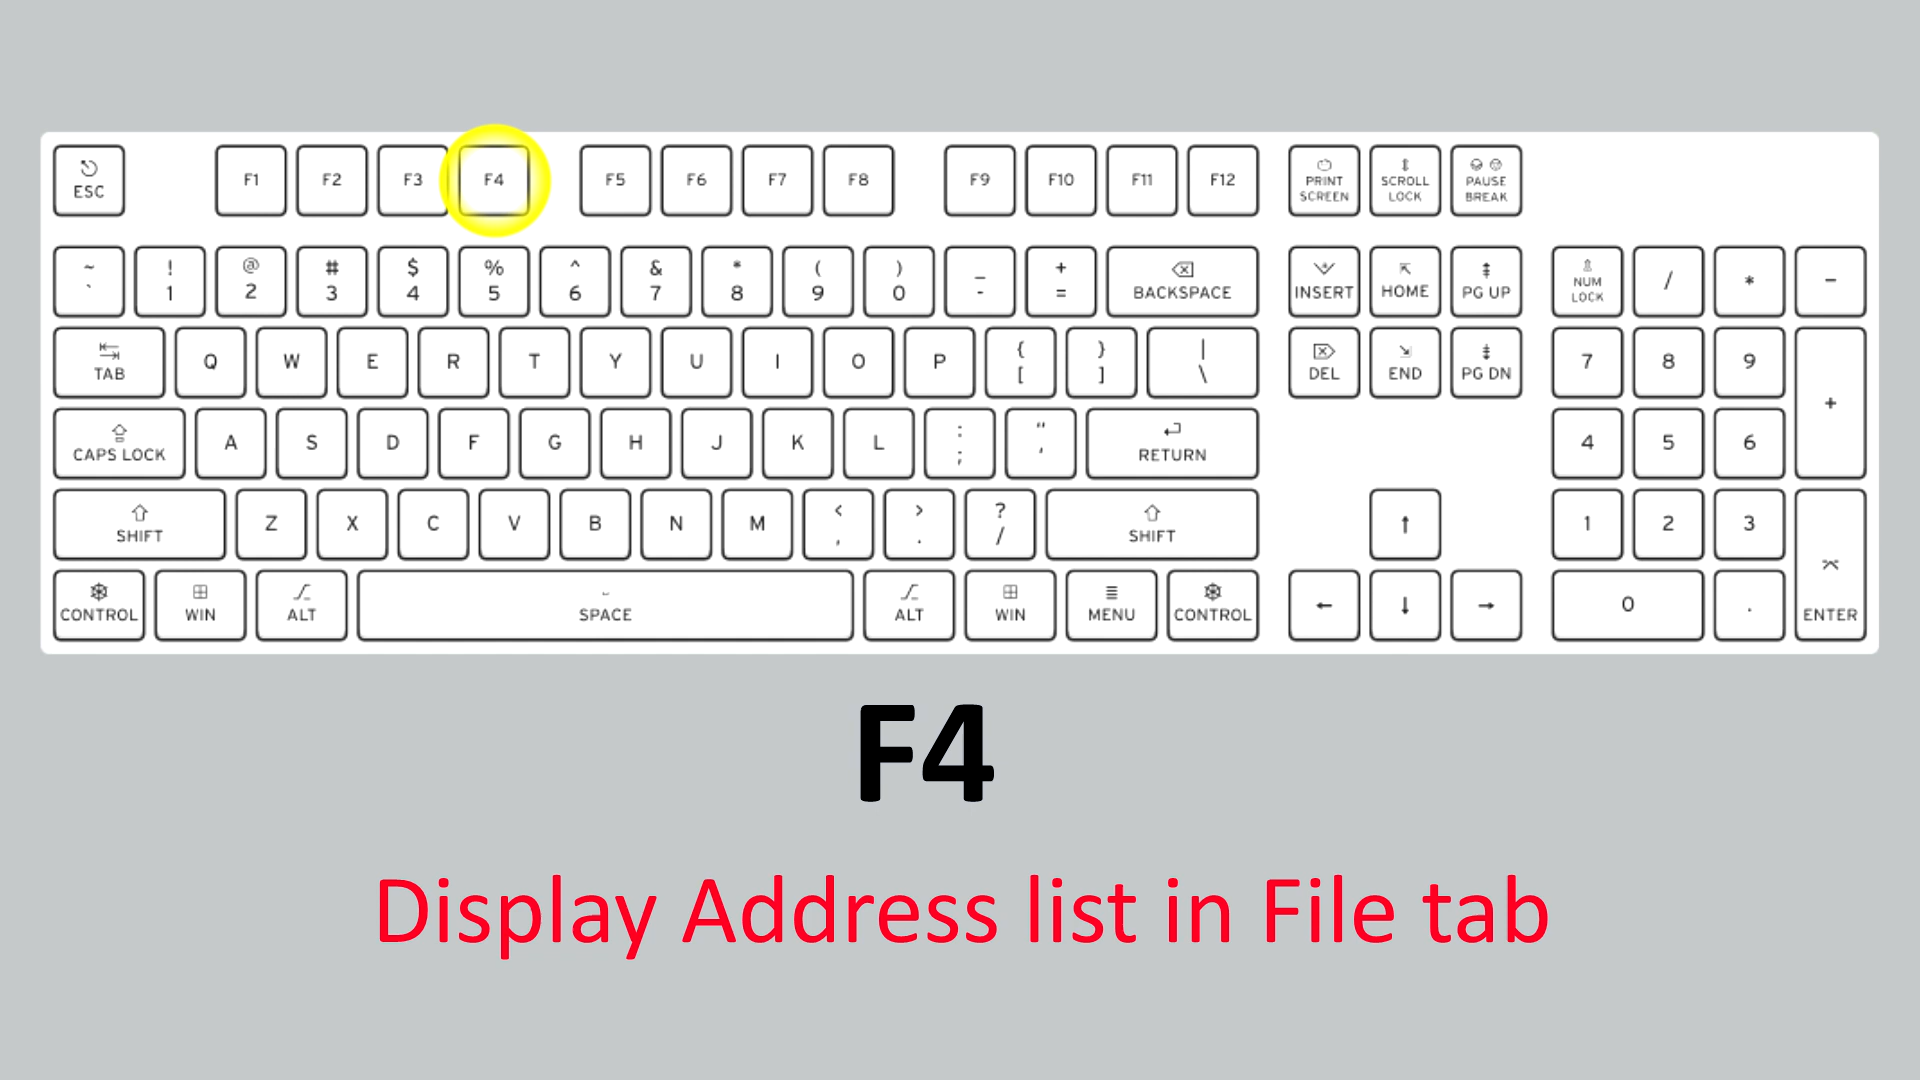 ESC F1 F2 F3 F4 F5 F6 F7 F8 F9 F10 F11 F12 PRINT SCREEN SCROLL LOCK PAUSE BREAK
~ ` ! 1 @ 2 # 3 $ 4 % 5 ^ 6 & 7 * 8 ( 9 ) 0 _ - + = BACKSPACE INSERT HOME PG UP NUM LOCK / * -
TAB Q W E R T Y U I O P { [ } ] | \ DEL END PG DN 7 8 9 +
CAPS LOCK A S D F G H J K L : ; " ' RETURN 4 5 6
SHIFT Z X C V B N M < , > . ? / SHIFT ↑ 1 2 3 ENTER
CONTROL WIN ALT SPACE ALT WIN MENU CONTROL ← ↓ → 0 .
F4
Display Address list in File tab